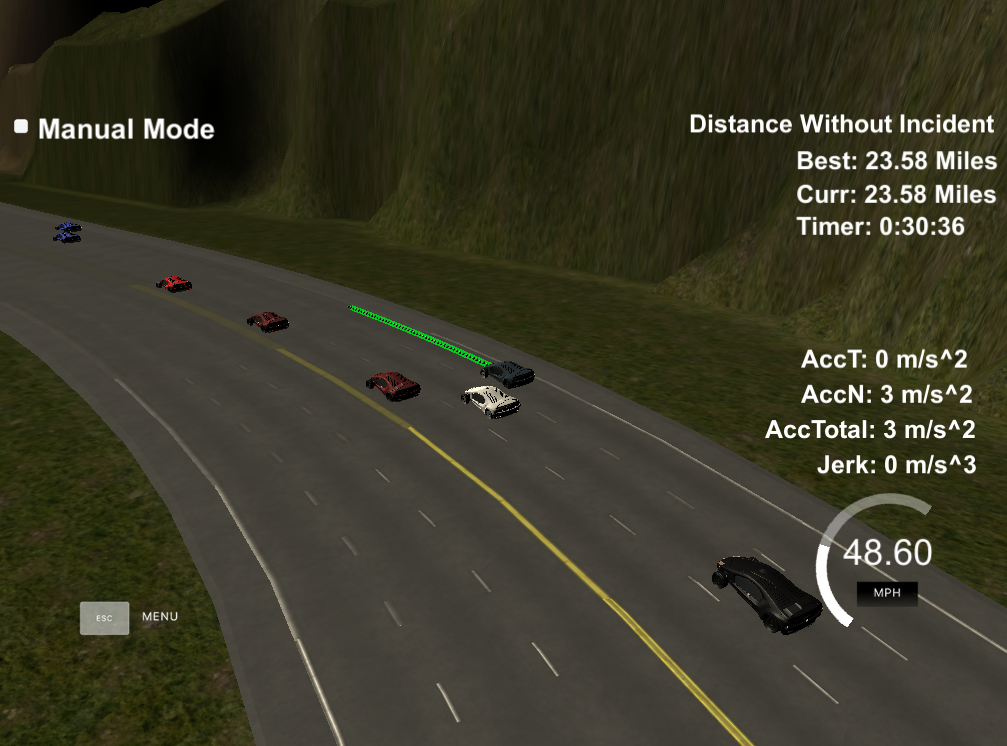 Manual Mode
Distance Without Incident
Best: 23.58 Miles
Curr: 23.58 Miles
Timer: 0:30:36
AccT: 0 m/s^2
AccN: 3 m/s^2
AccTotal: 3 m/s^2
Jerk: 0 m/s^3
48.60
MPH
ESC MENU